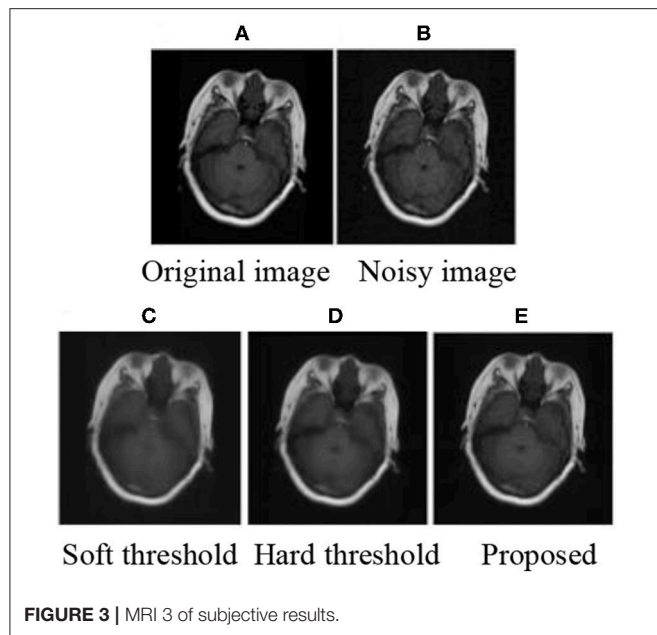 A B
Original image Noisy image
C D E
Soft threshold Hard threshold Proposed
FIGURE 3 | MRI 3 of subjective results.